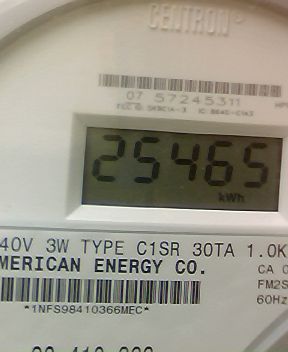 CENTRON®
07 57245311
25465
kWh
40V 3W TYPE C1SR 30TA 1.0K
MERICAN ENERGY CO.
CA 0
FM2S
60Hz
*1NFS98410366MEC*